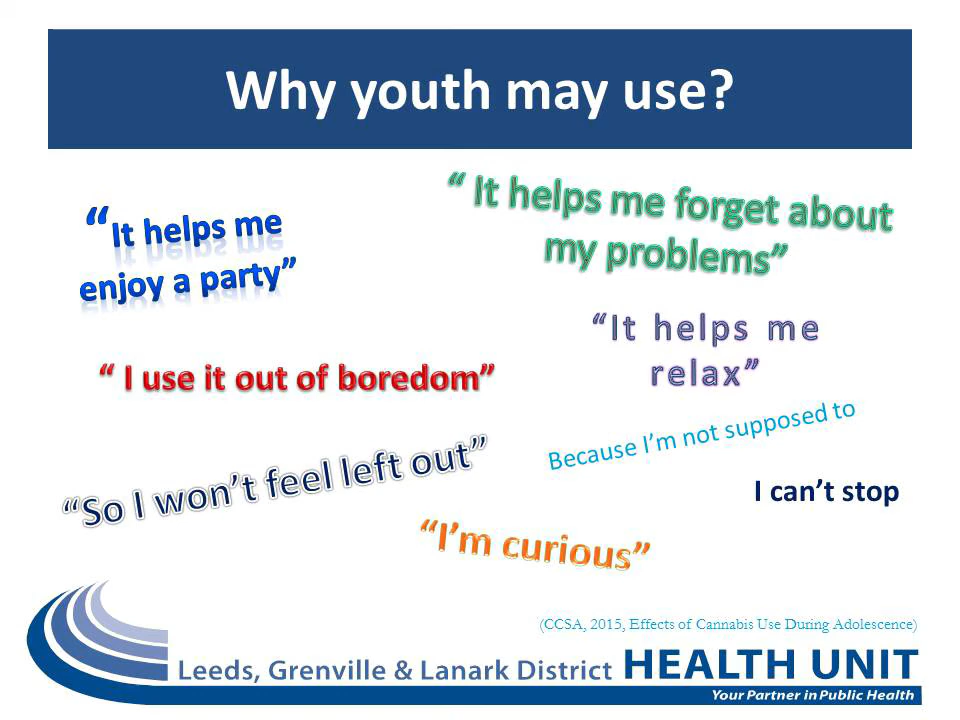 Why youth may use?
“It helps me
enjoy a party”
“ It helps me forget about
my problems”
“It helps me
relax”
“ I use it out of boredom”
Because I’m not supposed to
“So I won’t feel left out”
I can’t stop
“I’m curious”
(CCSA, 2015, Effects of Cannabis Use During Adolescence)
Leeds, Grenville & Lanark District HEALTH UNIT
Your Partner in Public Health